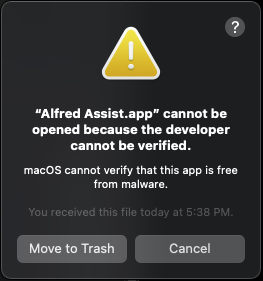 ?
“Alfred Assist.app” cannot be
opened because the developer
cannot be verified.
macOS cannot verify that this app is free
from malware.
You received this file today at 5:38 PM.
Move to Trash
Cancel